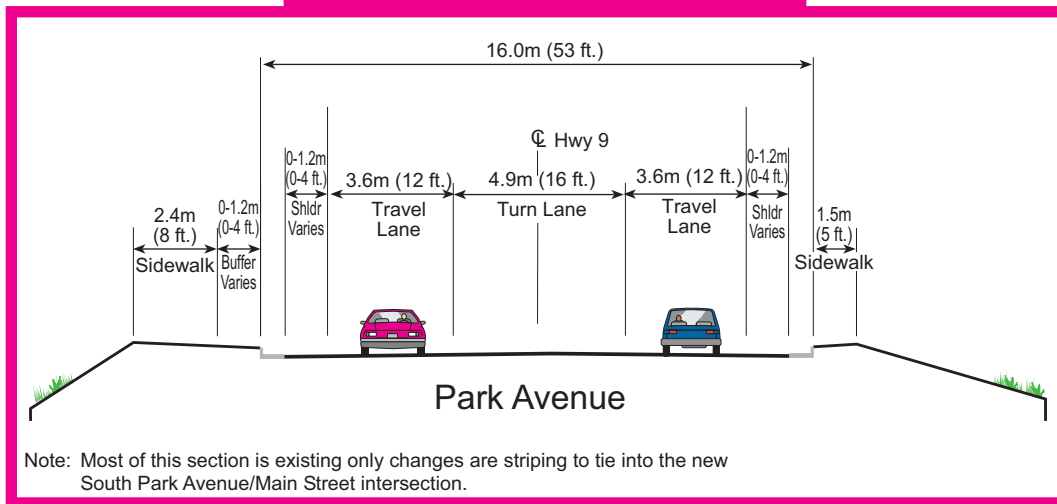 16.0m (53 ft.)
℄ Hwy 9
0-1.2m
(0-4 ft.)
Shldr
Varies
3.6m (12 ft.)
Travel
Lane
4.9m (16 ft.)
Turn Lane
3.6m (12 ft.)
Travel
Lane
0-1.2m
(0-4 ft.)
Shldr
Varies
2.4m
(8 ft.)
Sidewalk
0-1.2m
(0-4 ft.)
Buffer
Varies
1.5m
(5 ft.)
Sidewalk
Park Avenue
Note: Most of this section is existing only changes are striping to tie into the new
South Park Avenue/Main Street intersection.